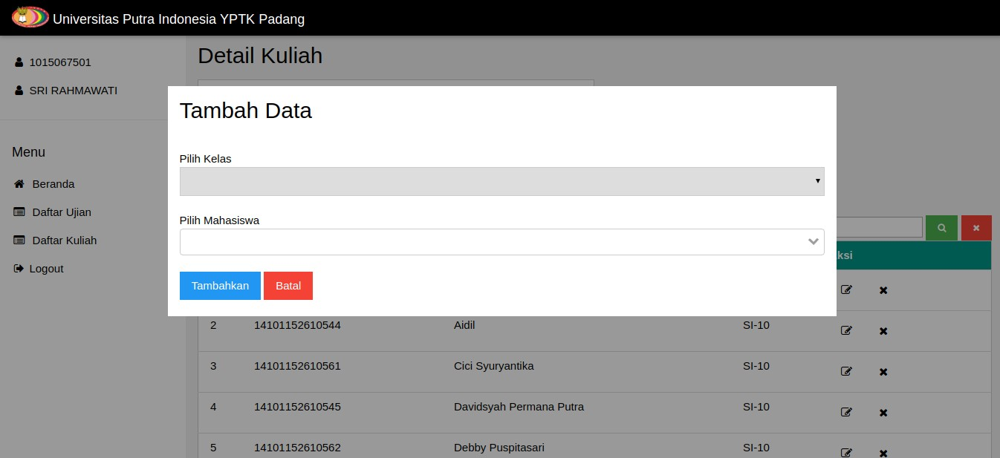 Universitas Putra Indonesia YPTK Padang
1015067501
SRI RAHMAWATI
Menu
Beranda
Daftar Ujian
Daftar Kuliah
Logout
Detail Kuliah
Tambah Data
Pilih Kelas
Pilih Mahasiswa
Tambahkan Batal
ksi
2 14101152610544 Aidil SI-10
3 14101152610561 Cici Syuryantika SI-10
4 14101152610545 Davidsyah Permana Putra SI-10
5 14101152610562 Debby Puspitasari SI-10